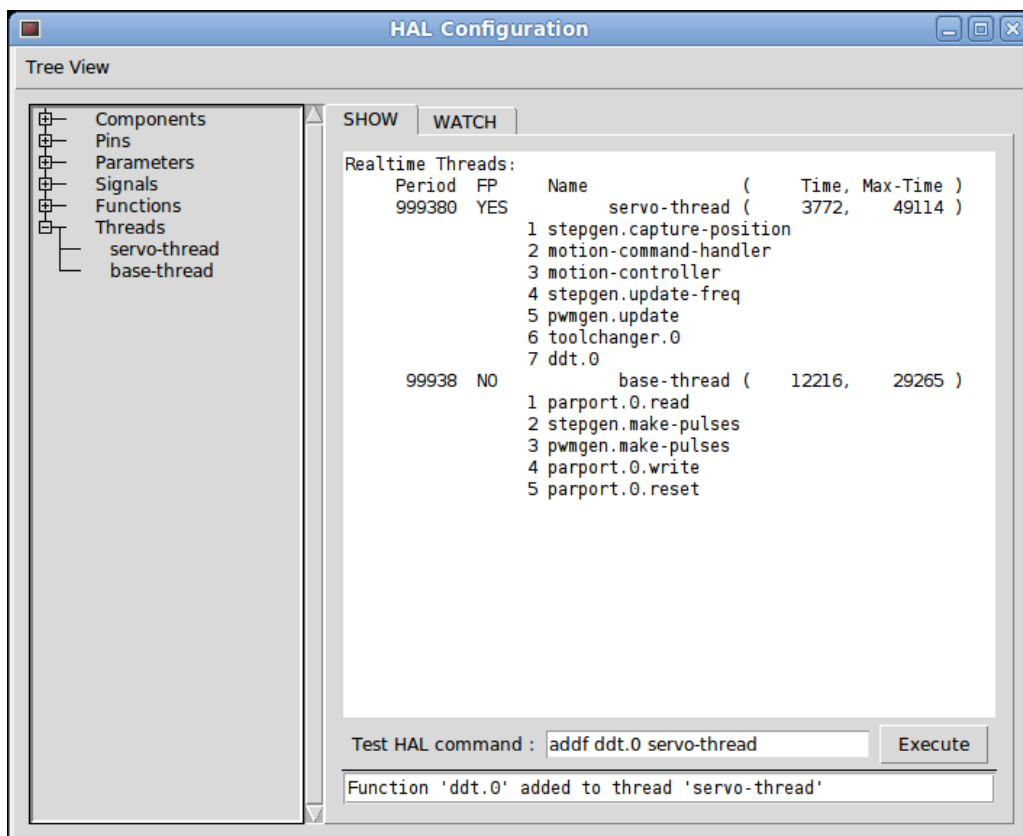 HAL Configuration
Tree View
Components
Pins
Parameters
Signals
Functions
Threads
servo-thread
base-thread
SHOW
WATCH
Realtime Threads:
Period FP Name ( Time, Max-Time )
999380 YES servo-thread ( 3772, 49114 )
1 stepgen.capture-position
2 motion-command-handler
3 motion-controller
4 stepgen.update-freq
5 pwmgen.update
6 toolchanger.0
7 ddt.0
99938 NO base-thread ( 12216, 29265 )
1 parport.0.read
2 stepgen.make-pulses
3 pwmgen.make-pulses
4 parport.0.write
5 parport.0.reset
Test HAL command : addf ddt.0 servo-thread Execute
Function 'ddt.0' added to thread 'servo-thread'